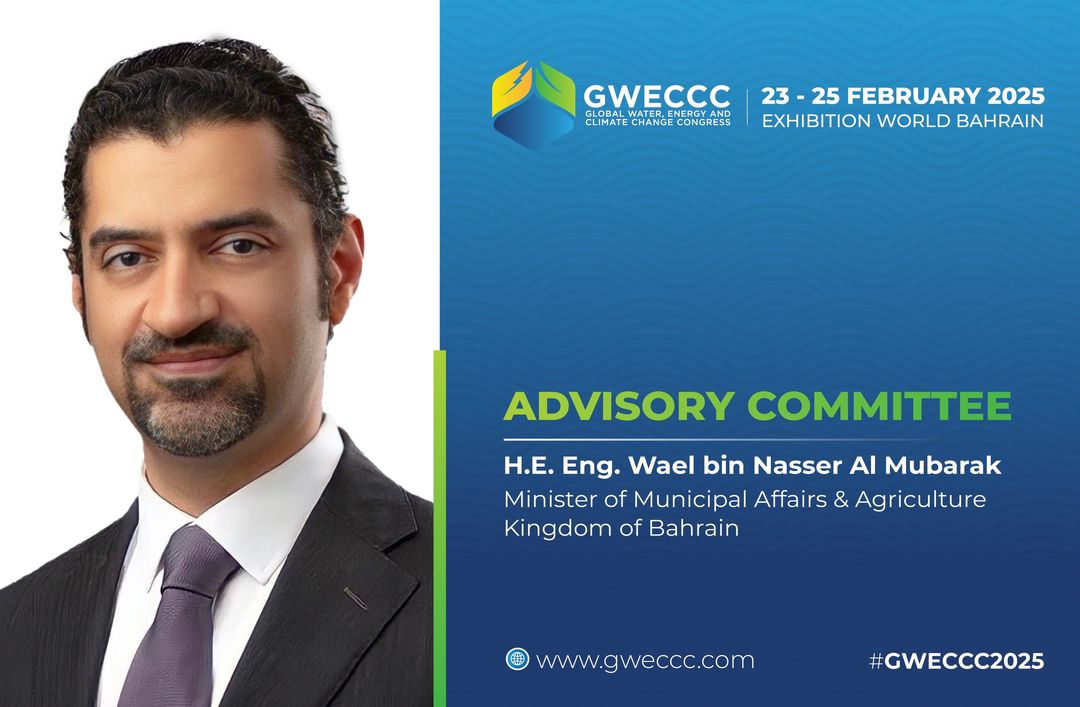 GWECCC
GLOBAL WATER, ENERGY AND
CLIMATE CHANGE CONGRESS
23 - 25 FEBRUARY 2025
EXHIBITION WORLD BAHRAIN
ADVISORY COMMITTEE
H.E. Eng. Wael bin Nasser Al Mubarak
Minister of Municipal Affairs & Agriculture
Kingdom of Bahrain
www.gweccc.com
#GWECCC2025